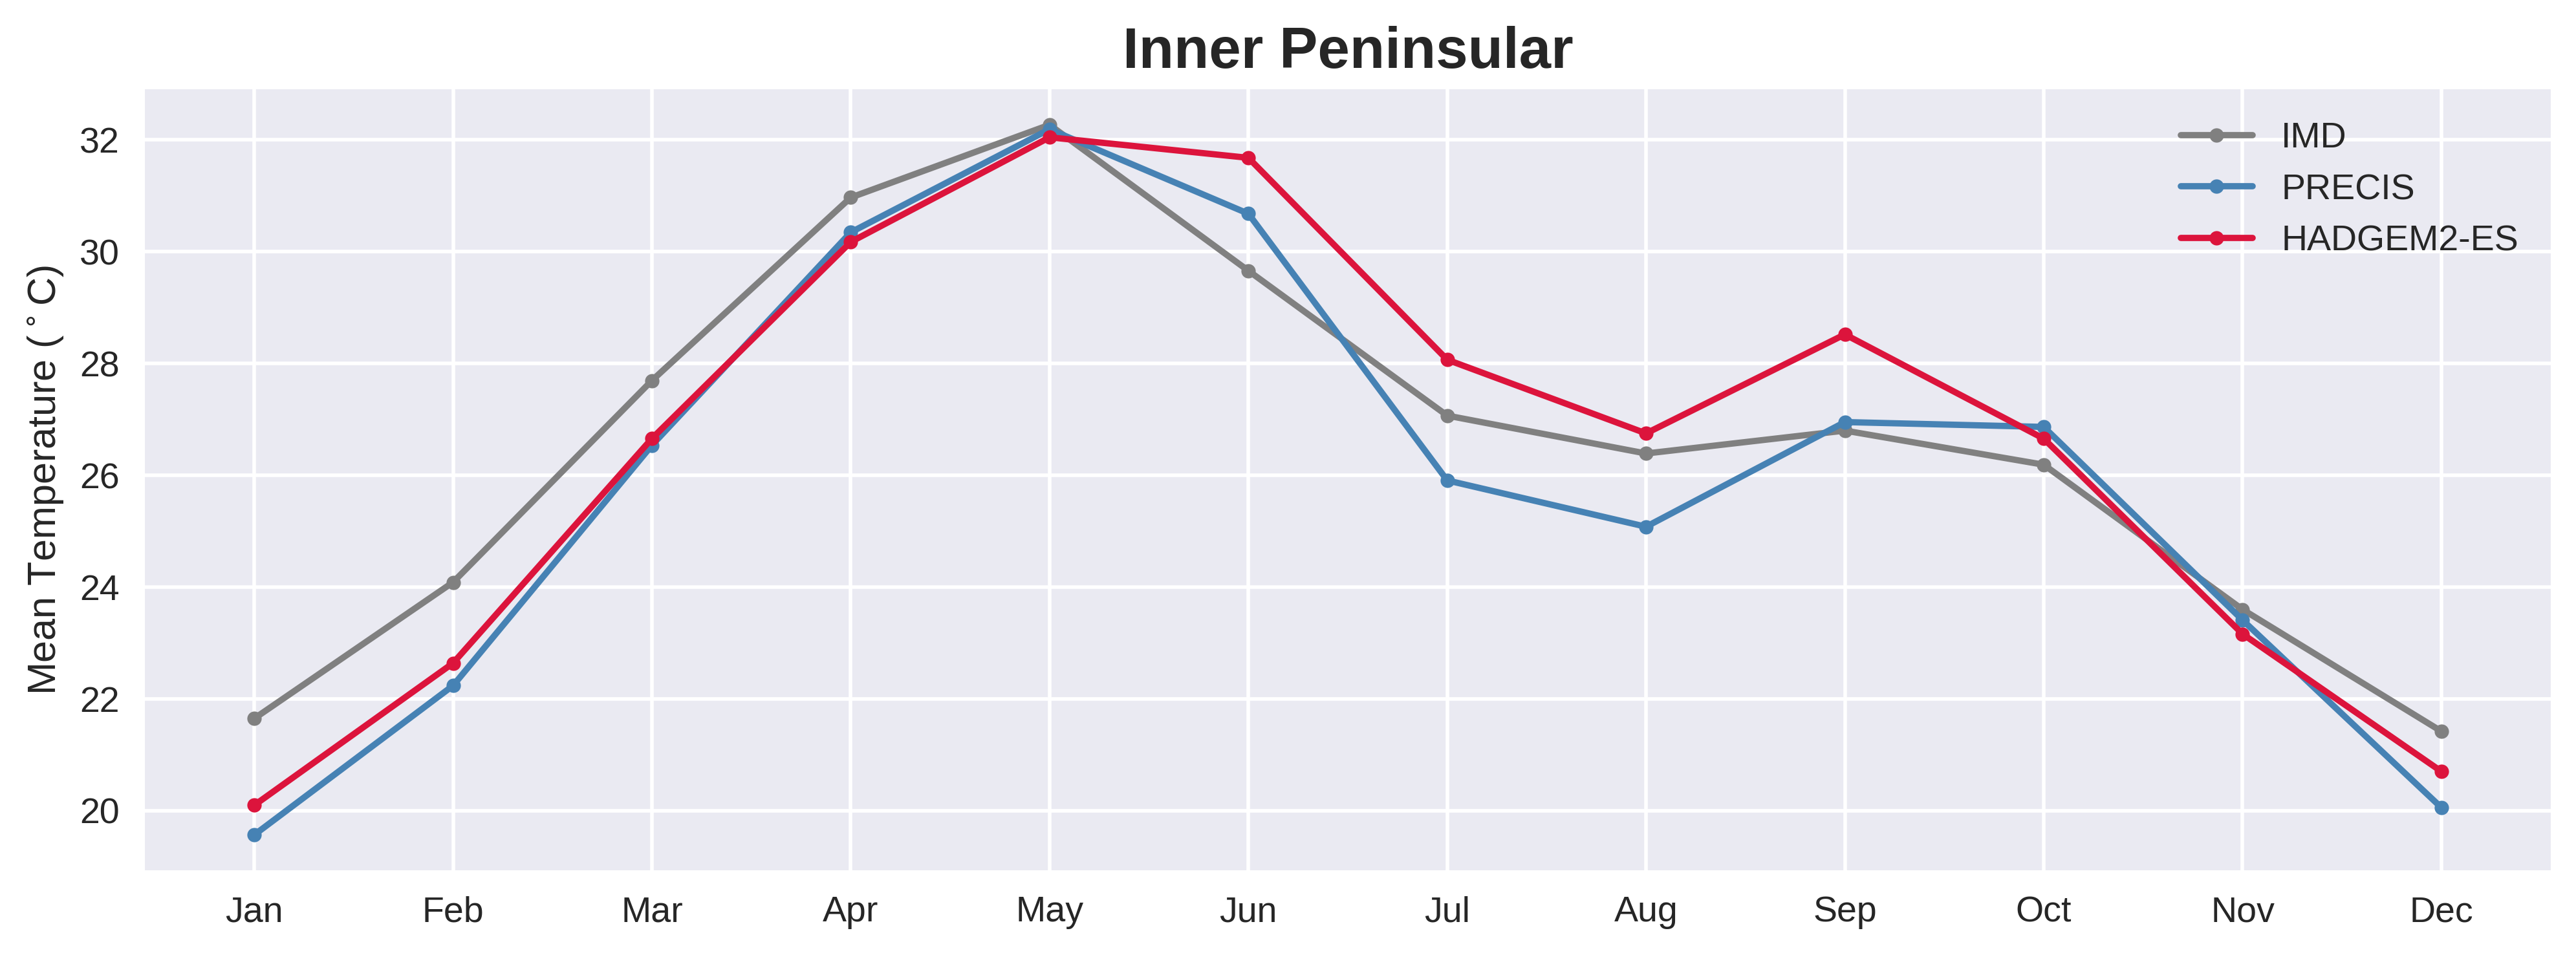 Inner Peninsular
IMD
PRECIS
HADGEM2-ES
Mean Temperature (˚ C)
32
30
28
26
24
22
20
Jan Feb Mar Apr May Jun Jul Aug Sep Oct Nov Dec